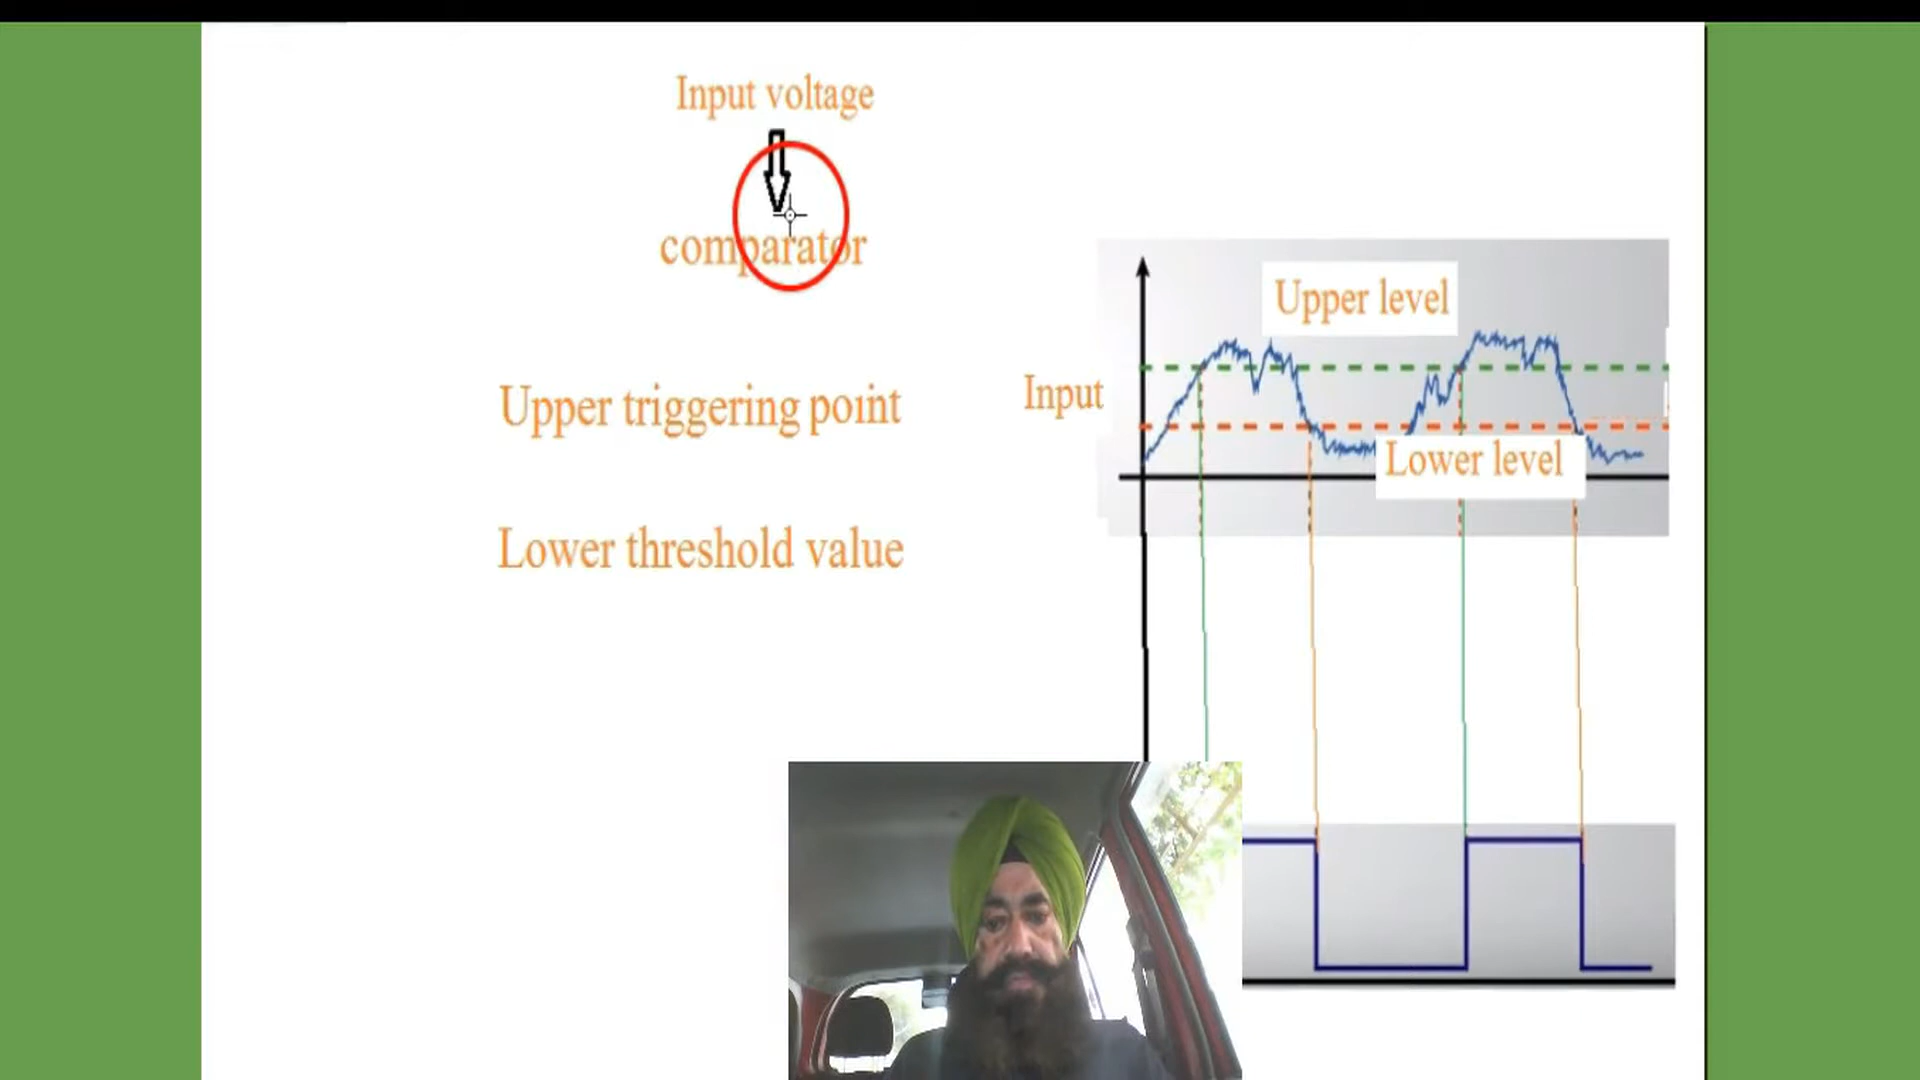 Input voltage
comparator
Upper level
Input
Upper triggering point
Lower level
Lower threshold value